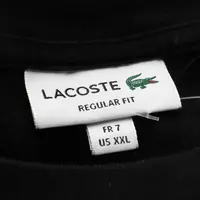 LACOSTE
REGULAR FIT
FR 7
US XXL